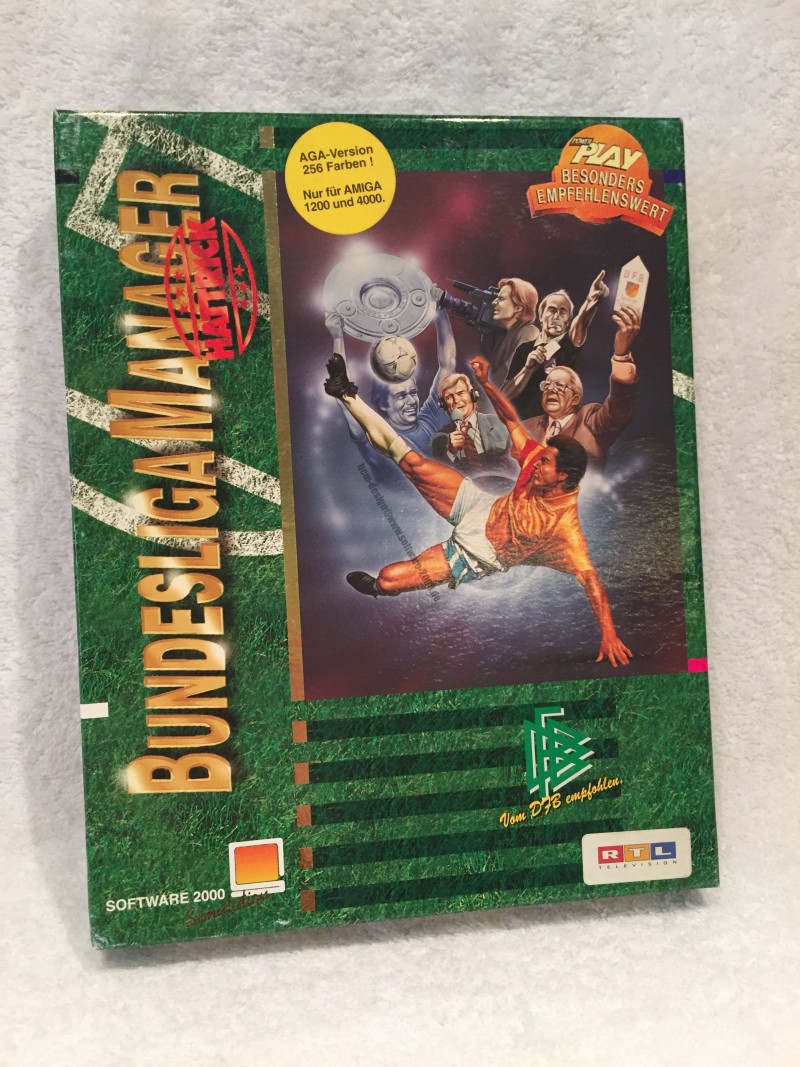 AGA-Version
256 Farben !
Nur für AMIGA
1200 und 4000.
POWER
PLAY
BESONDERS
EMPFEHLENSWERT
BUNDESLIGA MANAGER
HATTRICK
DFB
Vom DFB empfohlen.
RTL
TELEVISION
SOFTWARE 2000